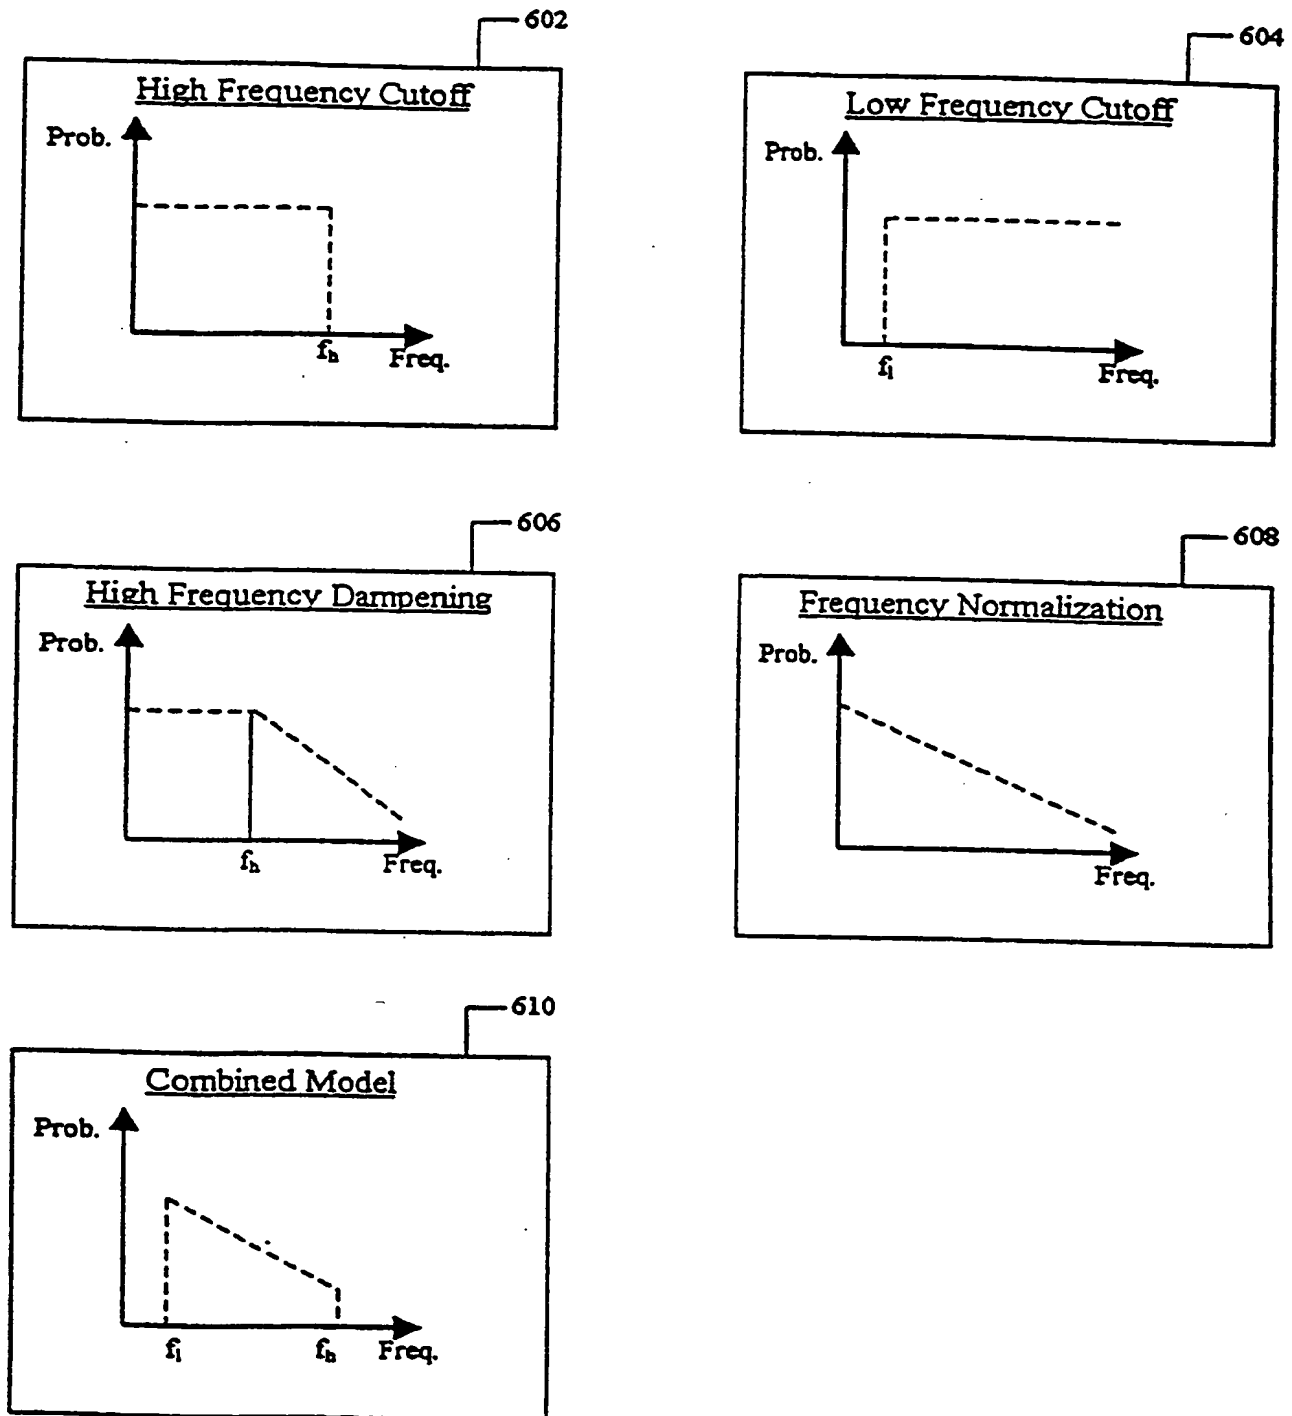 602
High Frequency Cutoff
Prob.
fh
Freq.
604
Low Frequency Cutoff
Prob.
fl
Freq.
606
High Frequency Dampening
Prob.
fh
Freq.
608
Frequency Normalization
Prob.
Freq.
610
Combined Model
Prob.
fl
fh
Freq.